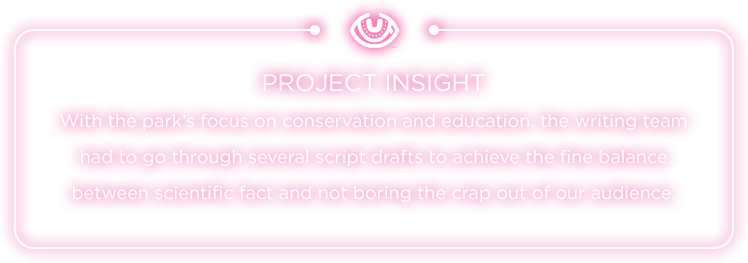 PROJECT INSIGHT
With the park's focus on conservation and education, the writing team
had to go through several script drafts to achieve the fine balance
between scientific fact and not boring the crap out of our audience.